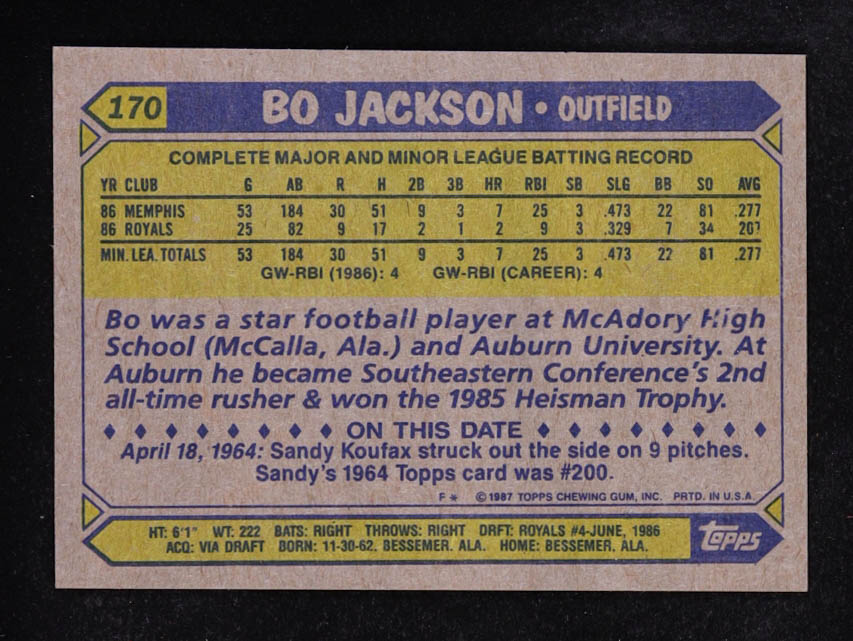 170 BO JACKSON • OUTFIELD
COMPLETE MAJOR AND MINOR LEAGUE BATTING RECORD
YR CLUB G AB R H 2B 3B HR RBI SB SLG BB SO AVG
86 MEMPHIS 53 184 30 51 9 3 7 25 3 .473 22 81 .277
86 ROYALS 25 82 9 17 2 1 2 9 3 .329 7 34 .207
MIN. LEA. TOTALS 53 184 30 51 9 3 7 25 3 .473 22 81 .277
GW-RBI (1986): 4 GW-RBI (CAREER): 4
Bo was a star football player at McAdory High
School (McCalla, Ala.) and Auburn University. At
Auburn he became Southeastern Conference's 2nd
all-time rusher & won the 1985 Heisman Trophy.
♦ ♦ ♦ ♦ ♦ ♦ ♦ ♦ ON THIS DATE ♦ ♦ ♦ ♦ ♦ ♦ ♦ ♦
April 18, 1964: Sandy Koufax struck out the side on 9 pitches.
Sandy's 1964 Topps card was #200.
F * ©1987 TOPPS CHEWING GUM, INC. PRTD. IN U.S.A.
HT: 6'1" WT: 222 BATS: RIGHT THROWS: RIGHT DRFT: ROYALS #4-JUNE, 1986
ACQ: VIA DRAFT BORN: 11-30-62, BESSEMER, ALA. HOME: BESSEMER, ALA.
Topps